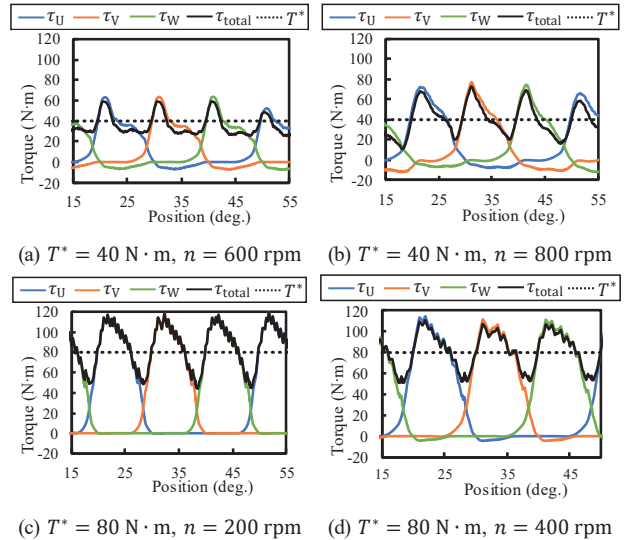 τU τV τW τtotal T*
τU τV τW τtotal T*
120
100
80
60
40
20
0
-20
Torque (N·m)
15 25 35 45 55
Position (deg.)
120
100
80
60
40
20
0
-20
Torque (N·m)
15 25 35 45 55
Position (deg.)
(a) T* = 40 N · m, n = 600 rpm
(b) T* = 40 N · m, n = 800 rpm
τU τV τW τtotal T*
τU τV τW τtotal T*
120
100
80
60
40
20
0
-20
Torque (N·m)
15 25 35 45 55
Position (deg.)
120
100
80
60
40
20
0
-20
Torque (N·m)
15 25 35 45
Position (deg.)
(c) T* = 80 N · m, n = 200 rpm
(d) T* = 80 N · m, n = 400 rpm